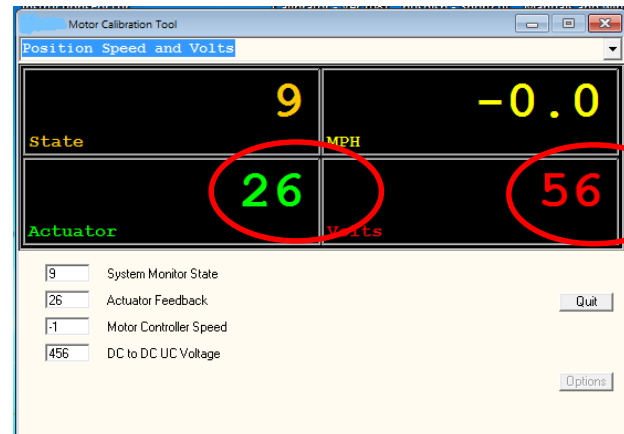 Motor Calibration Tool
Position Speed and Volts
9
State
-0.0
MPH
26
Actuator
56
Volts
9 System Monitor State
26 Actuator Feedback
Quit
-1 Motor Controller Speed
456 DC to DC UC Voltage
Options